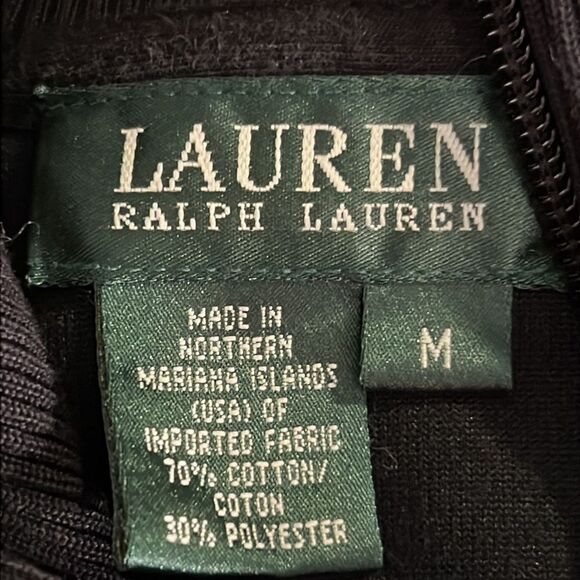 LAUREN
RALPH LAUREN
M
MADE IN
NORTHERN
MARIANA ISLANDS
(USA) OF
IMPORTED FABRIC
70% COTTON/
COTON
30% POLYESTER